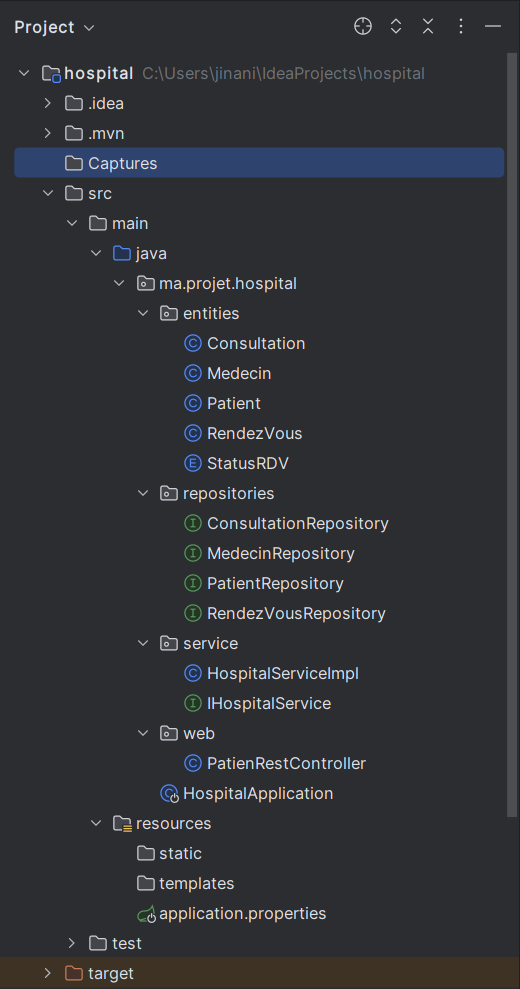 Project
hospital C:\Users\jinani\IdeaProjects\hospital
.idea
.mvn
Captures
src
main
java
ma.projet.hospital
entities
Consultation
Medecin
Patient
RendezVous
StatusRDV
repositories
ConsultationRepository
MedecinRepository
PatientRepository
RendezVousRepository
service
HospitalServiceImpl
IHospitalService
web
PatienRestController
HospitalApplication
resources
static
templates
application.properties
test
target